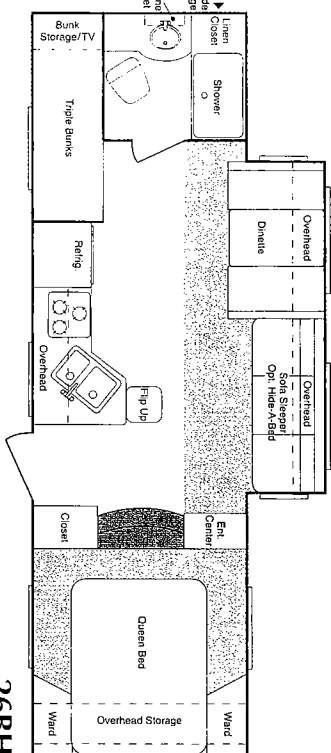 Linen
Closet
Shower
Bunk
Storage/TV
Triple Bunks
Overhead
Dinette
Overhead
Sofa Sleeper
Opt. Hide-A-Bed
Refrig.
Overhead
Flip Up
Closet
Ent.
Center
Queen Bed
Ward
Overhead Storage
Ward